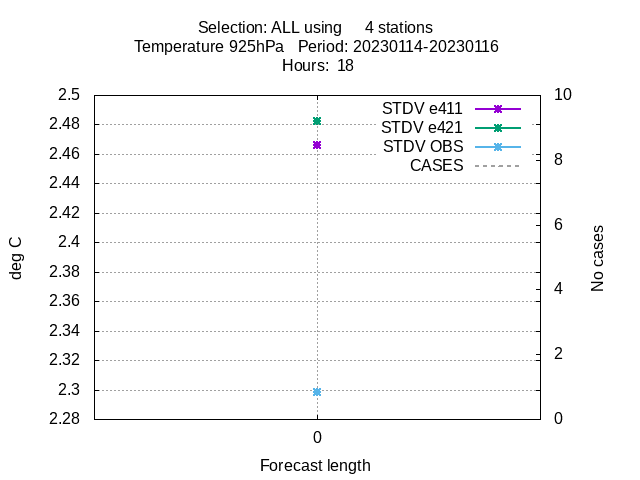 Selection: ALL using     4 stations
Temperature 925hPa   Period: 20230114-20230116
Hours:  18
2.5
2.48
2.46
2.44
2.42
2.4
2.38
2.36
2.34
2.32
2.3
2.28
deg C
STDV e411
STDV e421
STDV OBS
CASES
10
8
6
4
2
0
No cases
0
Forecast length